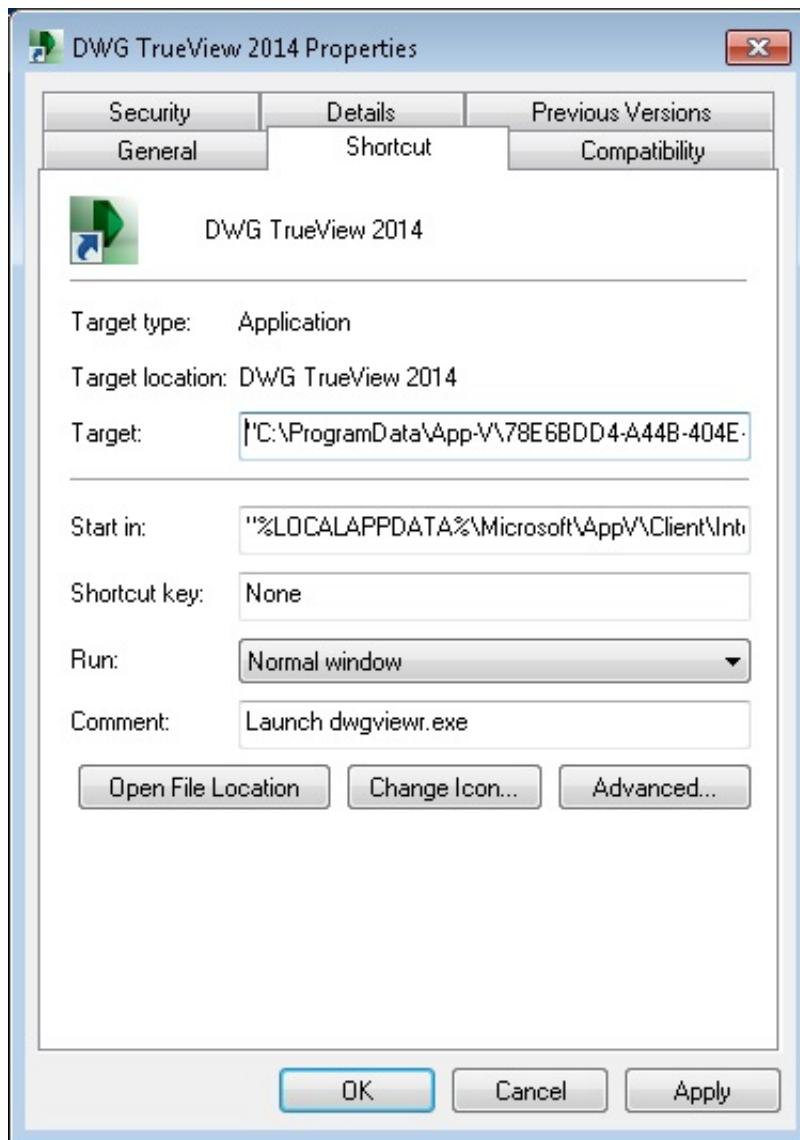 DWG TrueView 2014 Properties
Security Details Previous Versions
General Shortcut Compatibility
DWG TrueView 2014
Target type: Application
Target location: DWG TrueView 2014
Target: "C:\ProgramData\App-V\78E6BDD4-A44B-404E-
Start in: "%LOCALAPPDATA%\Microsoft\AppV\Client\Inte
Shortcut key: None
Run: Normal window
Comment: Launch dwgviewr.exe
Open File Location Change Icon... Advanced...
OK Cancel Apply